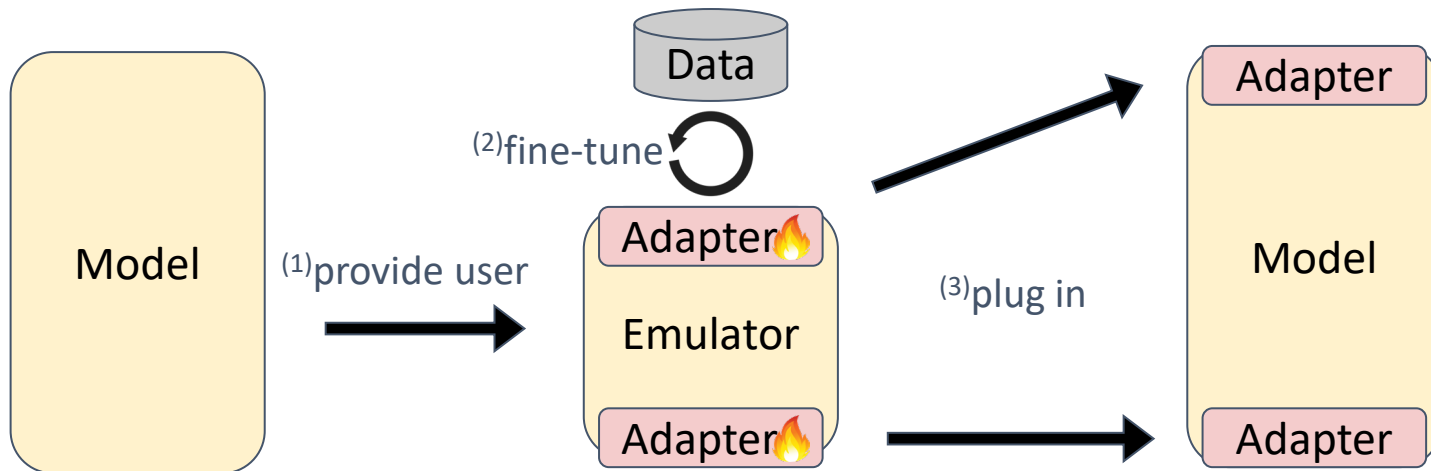 Data
(2)fine-tune
Model
(1)provide user
Adapter
Emulator
Adapter
(3)plug in
Adapter
Model
Adapter